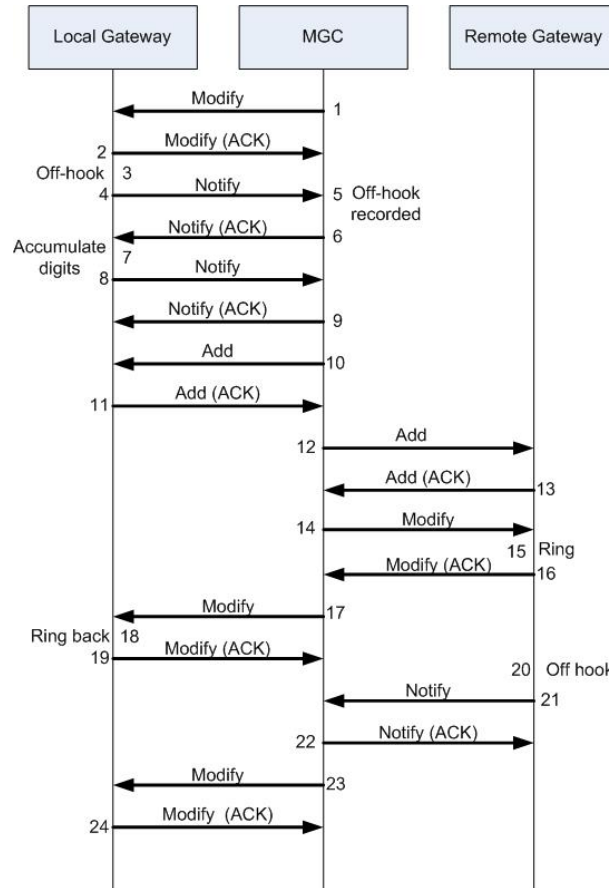 Local Gateway
MGC
Remote Gateway
Modify
1
2
Modify (ACK)
Off-hook
3
4
Notify
5
Off-hook
recorded
Notify (ACK)
6
Accumulate
digits
7
8
Notify
Notify (ACK)
9
Add
10
11
Add (ACK)
12
Add
Add (ACK)
13
14
Modify
15
Ring
Modify (ACK)
16
Modify
17
Ring back
18
19
Modify (ACK)
20
Off hook
Notify
21
22
Notify (ACK)
Modify
23
24
Modify (ACK)